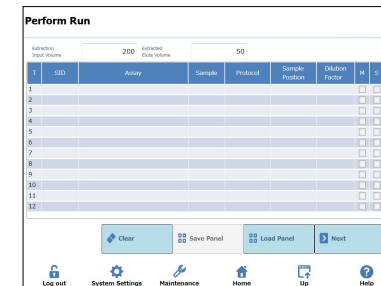 Perform Run
Extraction Input Volume 200 Extracted Elute Volume 50
T SID Assay Sample Protocol Sample Position Dilution Factor M S
1
2
3
4
5
6
7
8
9
10
11
12
Clear Save Panel Load Panel Next
Log out System Settings Maintenance Home Up Help